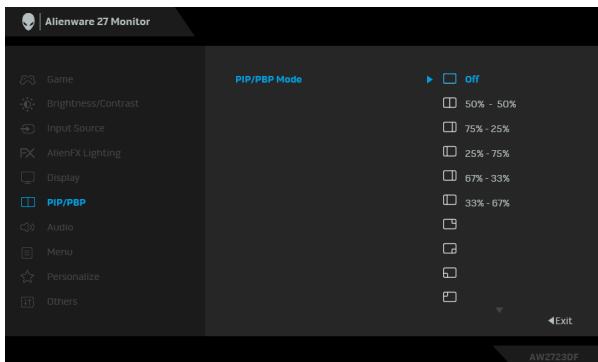 Alienware 27 Monitor
Game
Brightness/Contrast
Input Source
FX AlienFX Lighting
Display
PIP/PBP
Audio
Menu
Personalize
Others
PIP/PBP Mode
Off
50% - 50%
75% - 25%
25% - 75%
67% - 33%
33% - 67%
Exit
AW2723DF